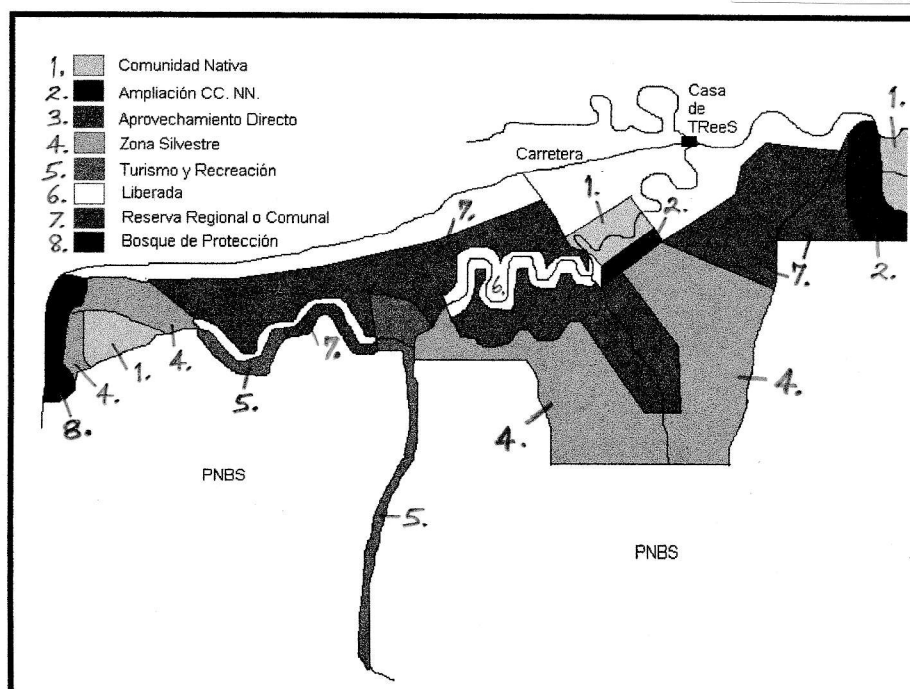 1. Comunidad Nativa
2. Ampliación CC. NN.
3. Aprovechamiento Directo
4. Zona Silvestre
5. Turismo y Recreación
6. Liberada
7. Reserva Regional o Comunal
8. Bosque de Protección
Casa
de
TReeS
Carretera
1.
1.
2.
7.
6.
7.
2.
7.
4.
1.
4.
5.
8.
4.
4.
PNBS
5.
PNBS